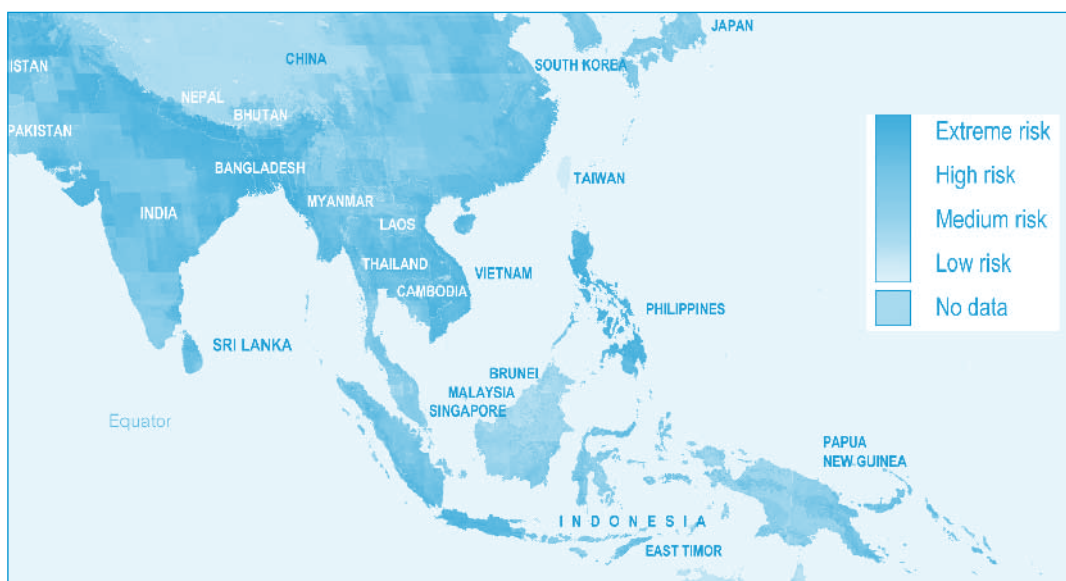 JAPAN
CHINA
SOUTH KOREA
ISTAN
NEPAL
BHUTAN
PAKISTAN
BANGLADESH
TAIWAN
MYANMAR
INDIA
LAOS
THAILAND
VIETNAM
CAMBODIA
PHILIPPINES
SRI LANKA
BRUNEI
MALAYSIA
SINGAPORE
Equator
PAPUA
NEW GUINEA
INDONESIA
EAST TIMOR
Extreme risk
High risk
Medium risk
Low risk
No data